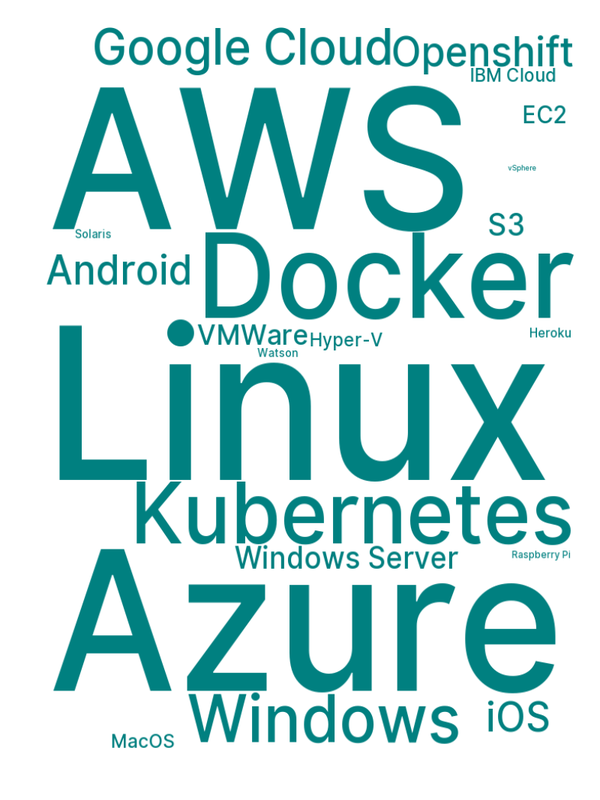 Google Cloud Openshift
IBM Cloud
AWS
EC2
vSphere
S3
Solaris
Android Docker
VMWare Hyper-V Heroku
Watson
Linux
Kubernetes
Windows Server Raspberry Pi
Azure
Windows iOS
MacOS